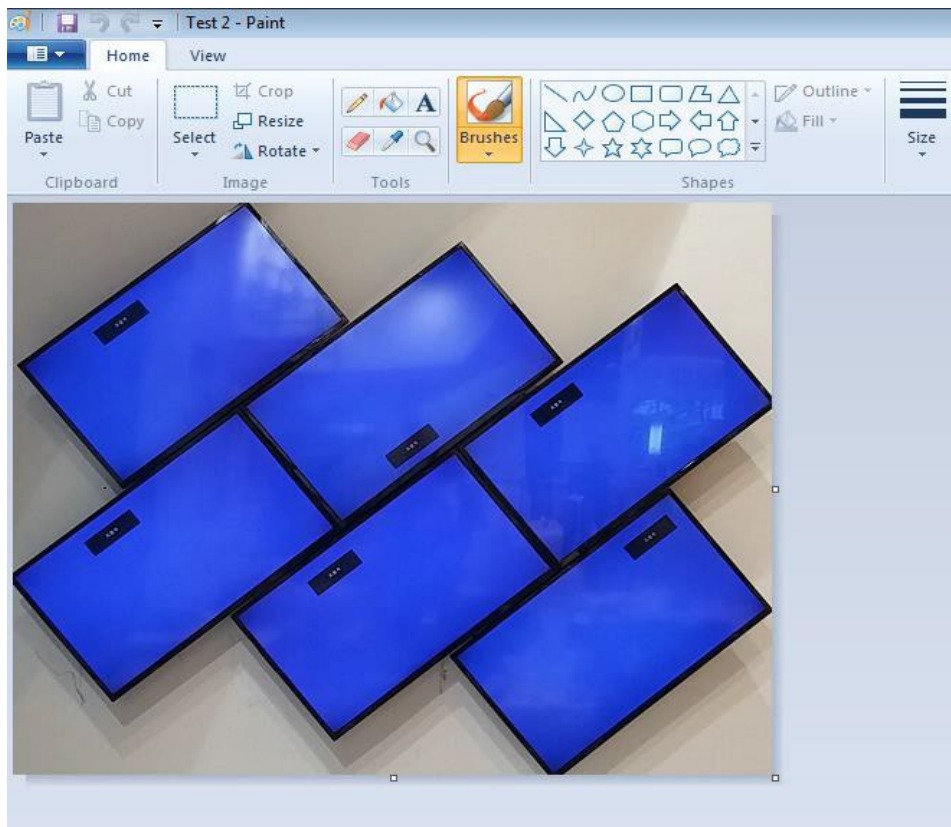 Test 2 - Paint
Home View
Paste
Cut
Copy
Clipboard
Select
Crop
Resize
Rotate
Image
A
Tools
Brushes
Shapes
Outline
Fill
Size